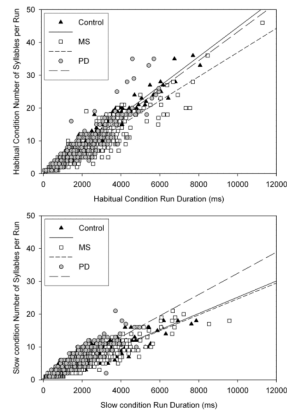 Habitual Condition Number of Syllables per Run
50
40
30
20
10
0
Control
MS
PD
0 2000 4000 6000 8000 10000 12000
Habitual Condition Run Duration (ms)
Slow condition Number of Syllables per Run
50
40
30
20
10
0
Control
MS
PD
0 2000 4000 6000 8000 10000 12000
Slow condition Run Duration (ms)